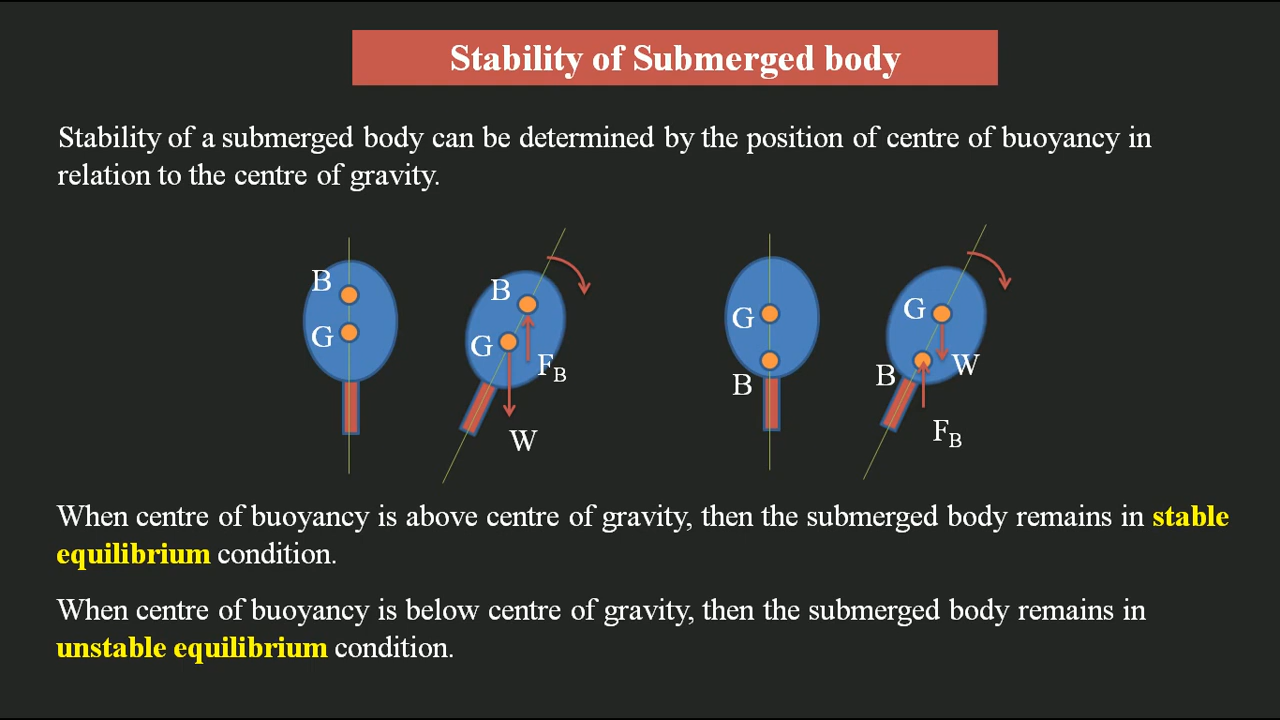 Stability of Submerged body
Stability of a submerged body can be determined by the position of centre of buoyancy in
relation to the centre of gravity.
B
G
B
G
F_B
W
G
B
G
W
B
F_B
When centre of buoyancy is above centre of gravity, then the submerged body remains in stable
equilibrium condition.
When centre of buoyancy is below centre of gravity, then the submerged body remains in
unstable equilibrium condition.